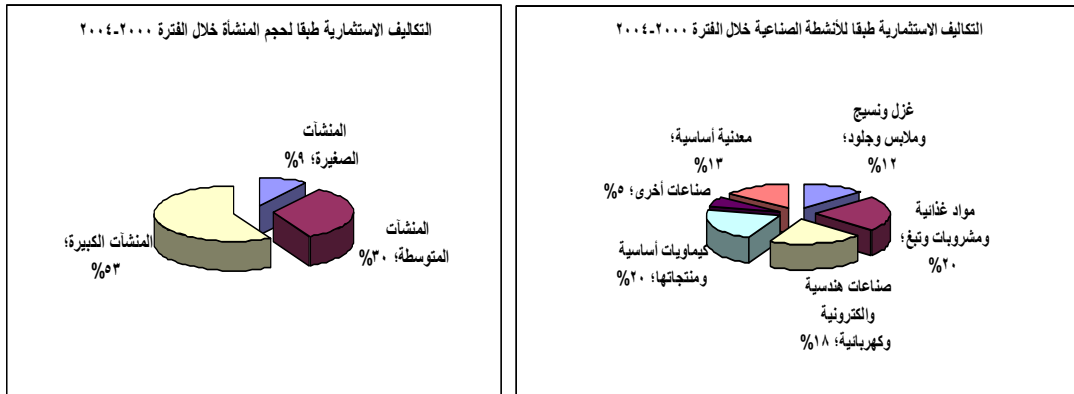 التكاليف الاستثمارية طبقا للأنشطة الصناعية خلال الفترة ٢٠٠٠-٢٠٠٤
غزل ونسيج
وملابس وجلود؛
١٢%
مواد غذائية
ومشروبات وتبغ؛
٢٠%
صناعات هندسية
والكترونية
وكهربائية؛ ١٨%
كيماويات أساسية
ومنتجاتها؛ ٢٠%
صناعات أخرى؛ ٥%
معدنية أساسية؛
١٣%
التكاليف الاستثمارية طبقا لحجم المنشأة خلال الفترة ٢٠٠٠-٢٠٠٤
المنشآت
الصغيرة؛ ٩%
المنشآت
المتوسطة؛ ٣٠%
المنشآت الكبيرة؛
٥٣%